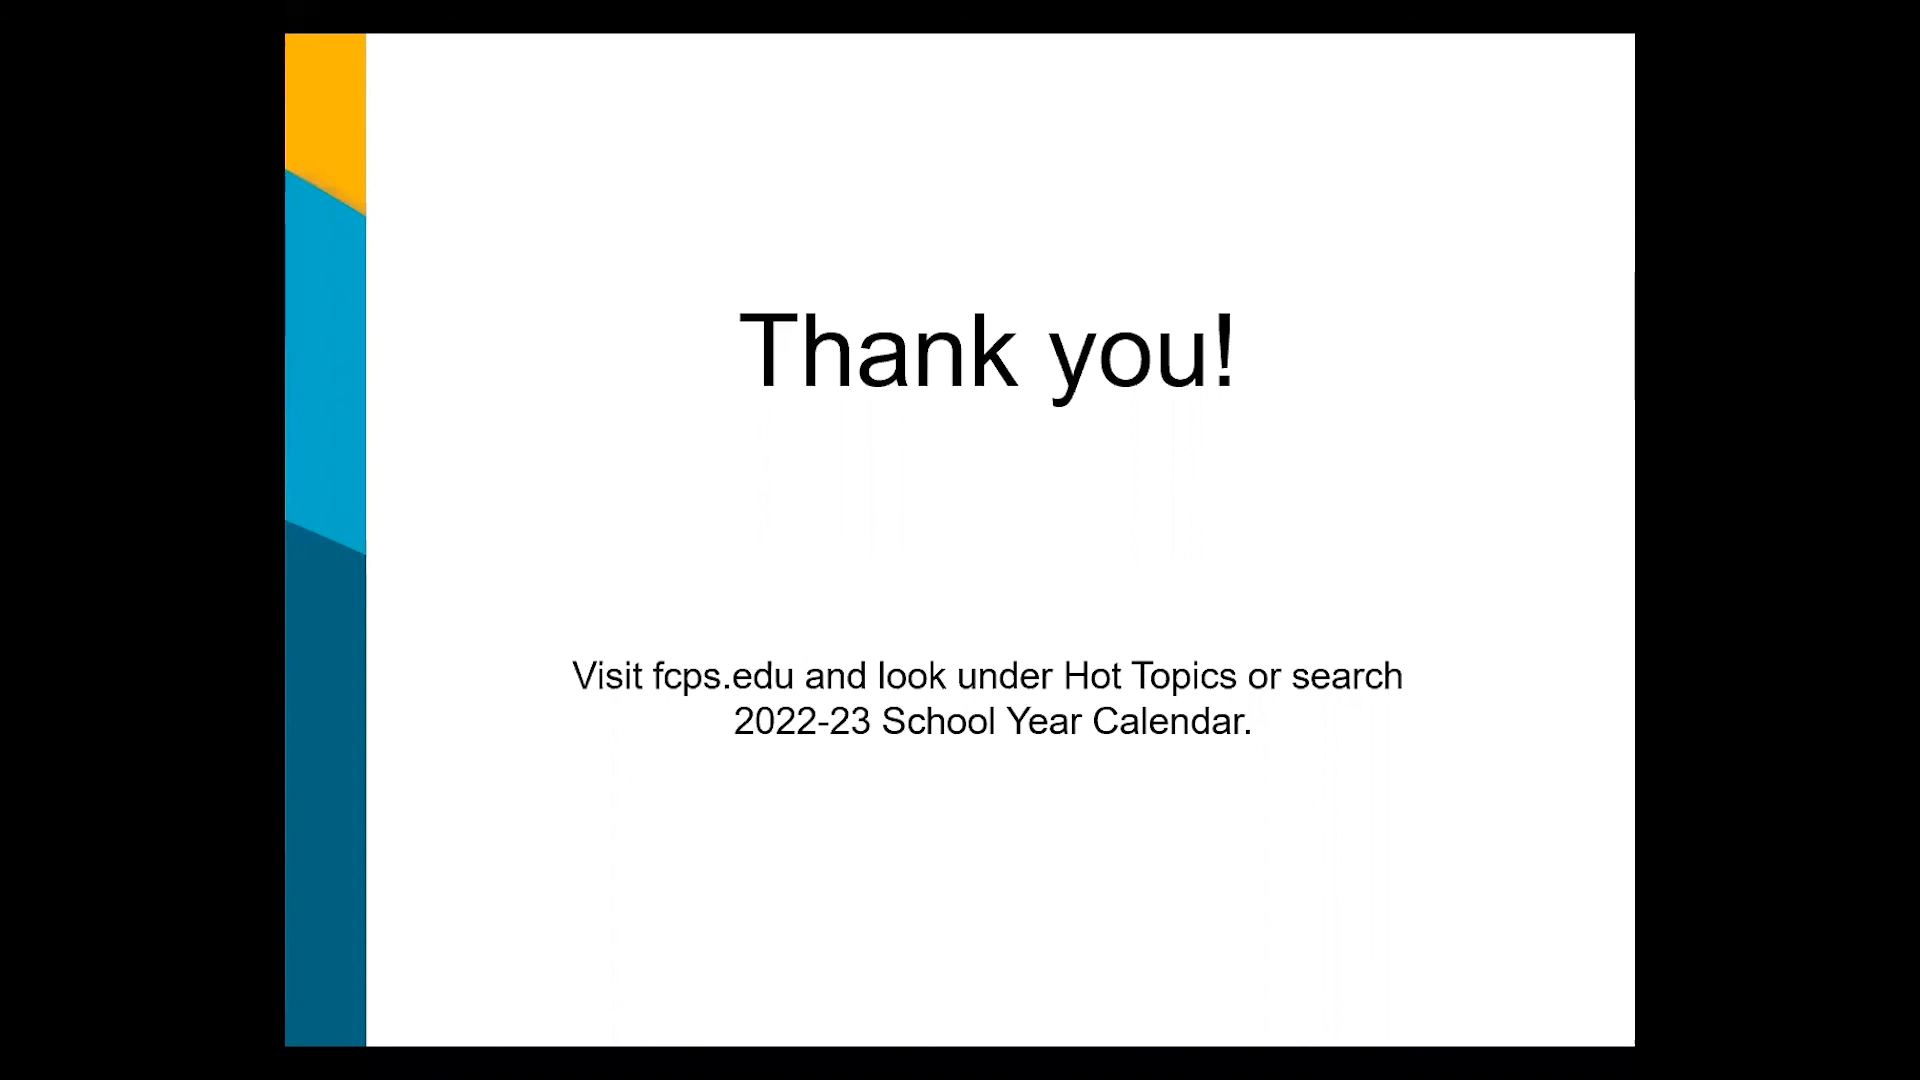 Thank you!
Visit fcps.edu and look under Hot Topics or search
2022-23 School Year Calendar.